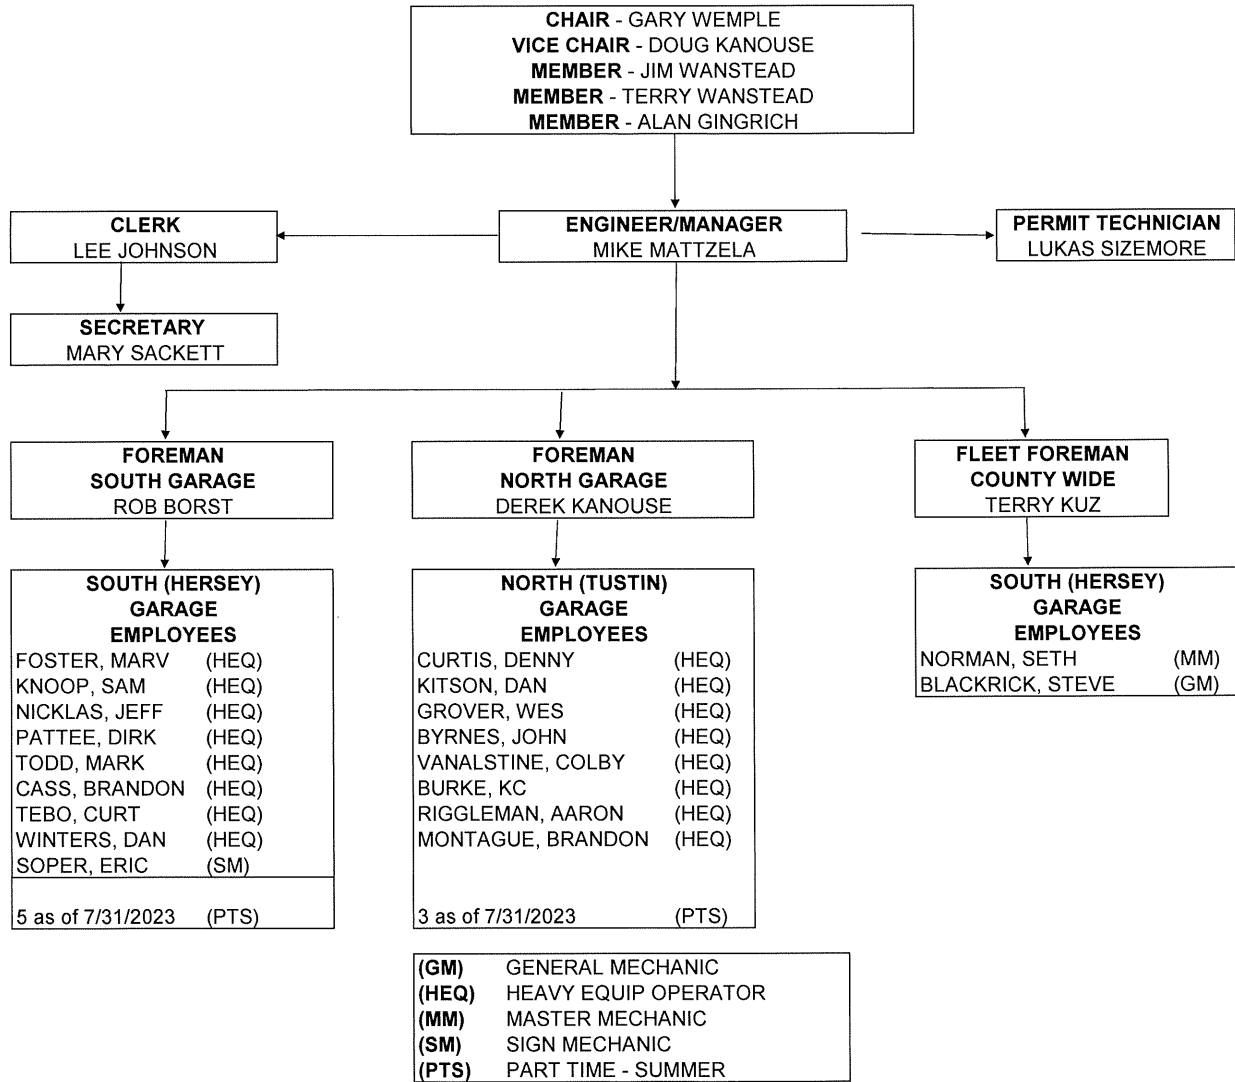 CHAIR - GARY WEMPLE
VICE CHAIR - DOUG KANOUSE
MEMBER - JIM WANSTEAD
MEMBER - TERRY WANSTEAD
MEMBER - ALAN GINGRICH
CLERK
LEE JOHNSON
ENGINEER/MANAGER
MIKE MATTZELA
PERMIT TECHNICIAN
LUKAS SIZEMORE
SECRETARY
MARY SACKETT
FOREMAN
SOUTH GARAGE
ROB BORST
FOREMAN
NORTH GARAGE
DEREK KANOUSE
FLEET FOREMAN
COUNTY WIDE
TERRY KUZ
SOUTH (HERSEY)
GARAGE
EMPLOYEES
FOSTER, MARV (HEQ)
KNOOP, SAM (HEQ)
NICKLAS, JEFF (HEQ)
PATTEE, DIRK (HEQ)
TODD, MARK (HEQ)
CASS, BRANDON (HEQ)
TEBO, CURT (HEQ)
WINTERS, DAN (HEQ)
SOPER, ERIC (SM)
5 as of 7/31/2023 (PTS)
NORTH (TUSTIN)
GARAGE
EMPLOYEES
CURTIS, DENNY (HEQ)
KITSON, DAN (HEQ)
GROVER, WES (HEQ)
BYRNES, JOHN (HEQ)
VANALSTINE, COLBY (HEQ)
BURKE, KC (HEQ)
RIGGLEMAN, AARON (HEQ)
MONTAGUE, BRANDON (HEQ)
3 as of 7/31/2023 (PTS)
SOUTH (HERSEY)
GARAGE
EMPLOYEES
NORMAN, SETH (MM)
BLACKRICK, STEVE (GM)
(GM) GENERAL MECHANIC
(HEQ) HEAVY EQUIP OPERATOR
(MM) MASTER MECHANIC
(SM) SIGN MECHANIC
(PTS) PART TIME - SUMMER